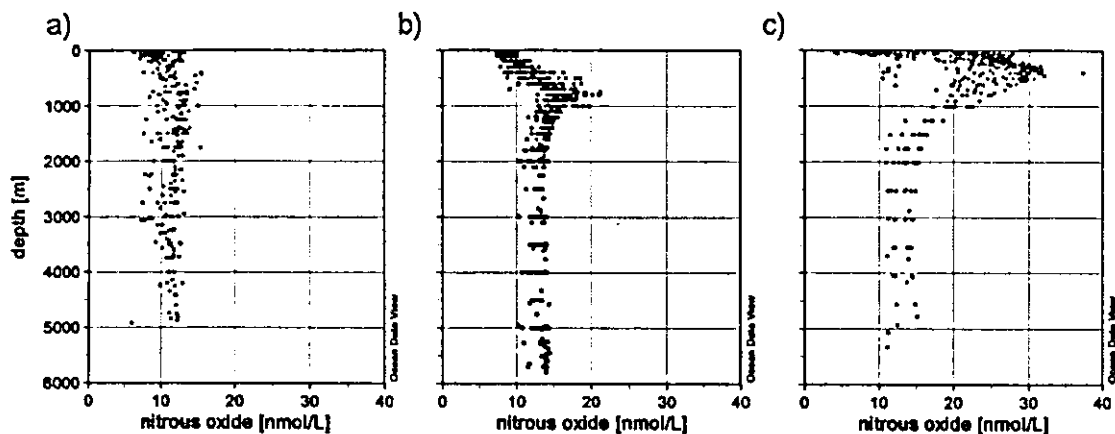 a)
b)
c)
0
1000
2000
3000
4000
5000
6000
depth [m]
0 10 20 30 40
nitrous oxide [nmol/L]
Ocean Data View
0 10 20 30 40
nitrous oxide [nmol/L]
Ocean Data View
0 10 20 30 40
nitrous oxide [nmol/L]
Ocean Data View